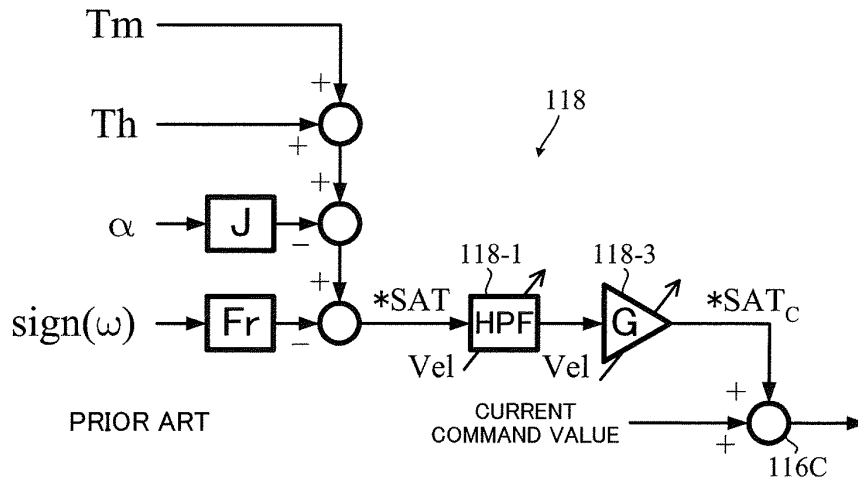 Tm
+
Th
+
118
+
α
J
−
118-1
118-3
+
*SAT
*SAT_C
sign(ω)
Fr
−
HPF
G
Vel
Vel
+
PRIOR ART
CURRENT
COMMAND VALUE
+
116C